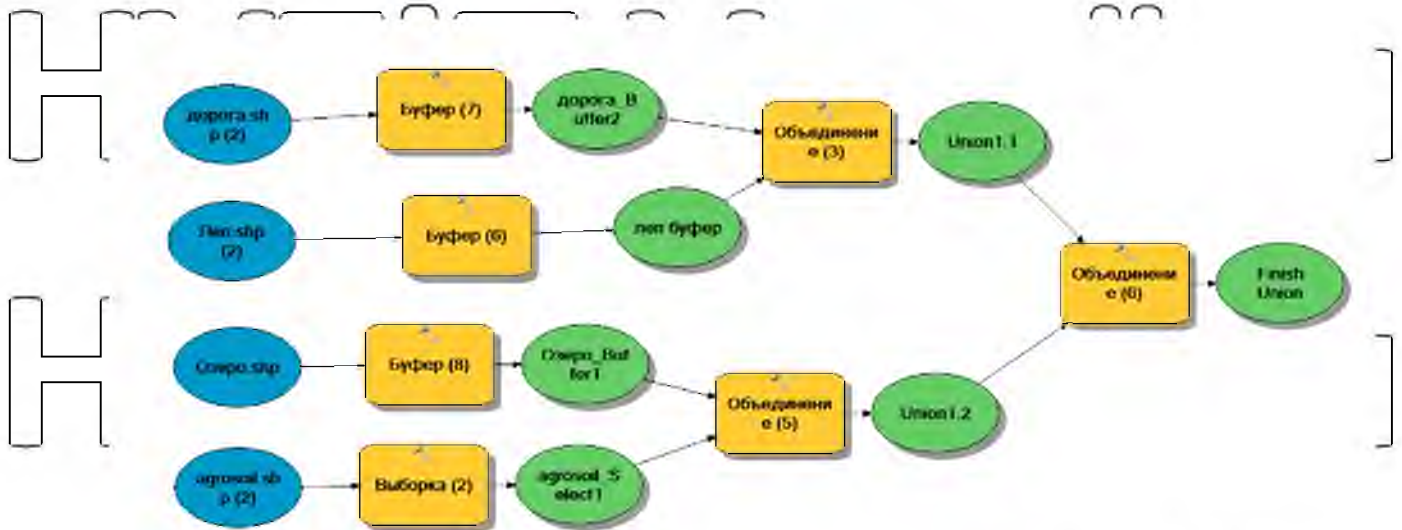 дорога.sh
p (2)
Буфер (7)
дорога_B
uffer2
Объединени
е (3)
Union1.1
Лэп.shp
(2)
Буфер (6)
лэп буфер
Объединени
е (6)
Finish
Union
Озеро.shp
Буфер (8)
Озеро_Buf
fer1
Объединени
е (5)
Union1.2
agrosoil.sh
p (2)
Выборка (2)
agrosoil_S
elect1